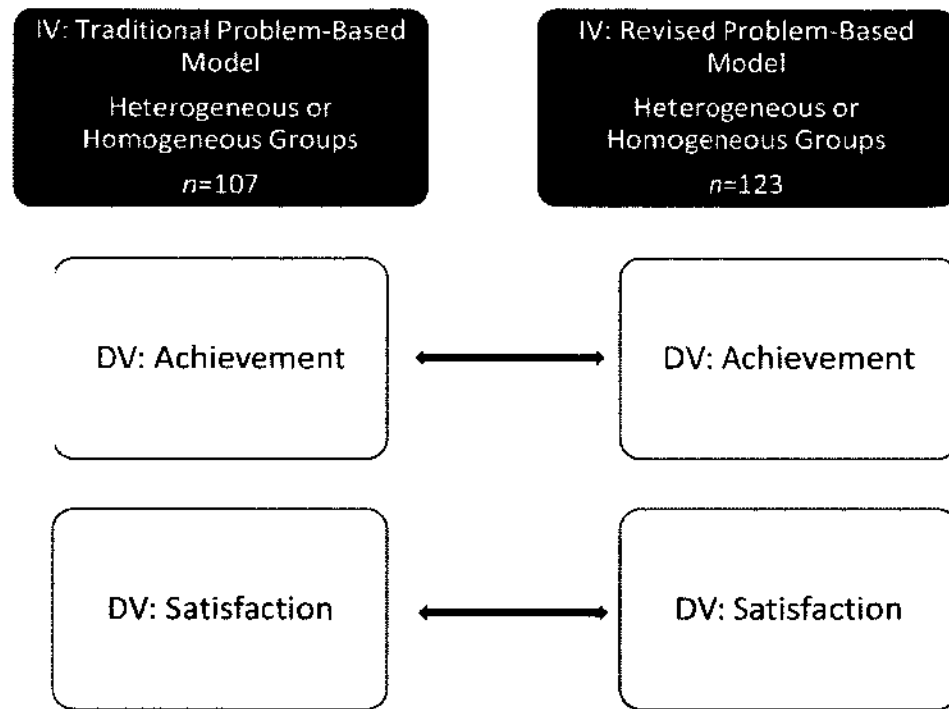 IV: Traditional Problem-Based
Model
Heterogeneous or
Homogeneous Groups
n=107
IV: Revised Problem-Based
Model
Heterogeneous or
Homogeneous Groups
n=123
DV: Achievement
DV: Achievement
DV: Satisfaction
DV: Satisfaction